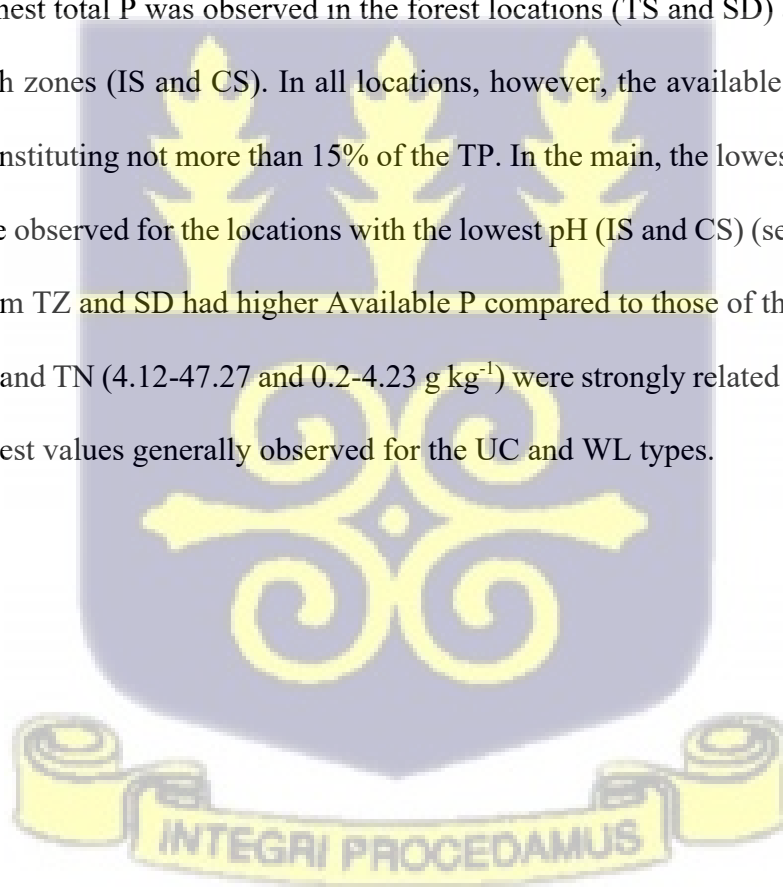 hest total P was observed in the forest locations (TS and SD)
h zones (IS and CS). In all locations, however, the available
nstituting not more than 15% of the TP. In the main, the lowes
e observed for the locations with the lowest pH (IS and CS) (se
m TZ and SD had higher Available P compared to those of th
and TN (4.12-47.27 and 0.2-4.23 g kg⁻¹) were strongly related
est values generally observed for the UC and WL types.
INTEGRI PROCEDAMUS